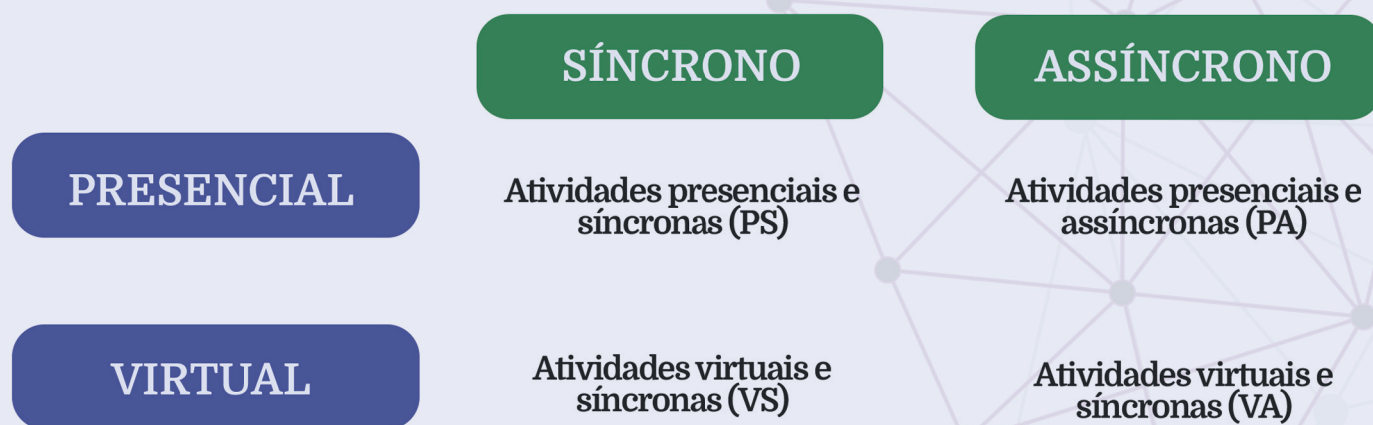 SÍNCRONO
ASSÍNCRONO
PRESENCIAL
Atividades presenciais e
síncronas (PS)
Atividades presenciais e
assíncronas (PA)
VIRTUAL
Atividades virtuais e
síncronas (VS)
Atividades virtuais e
síncronas (VA)